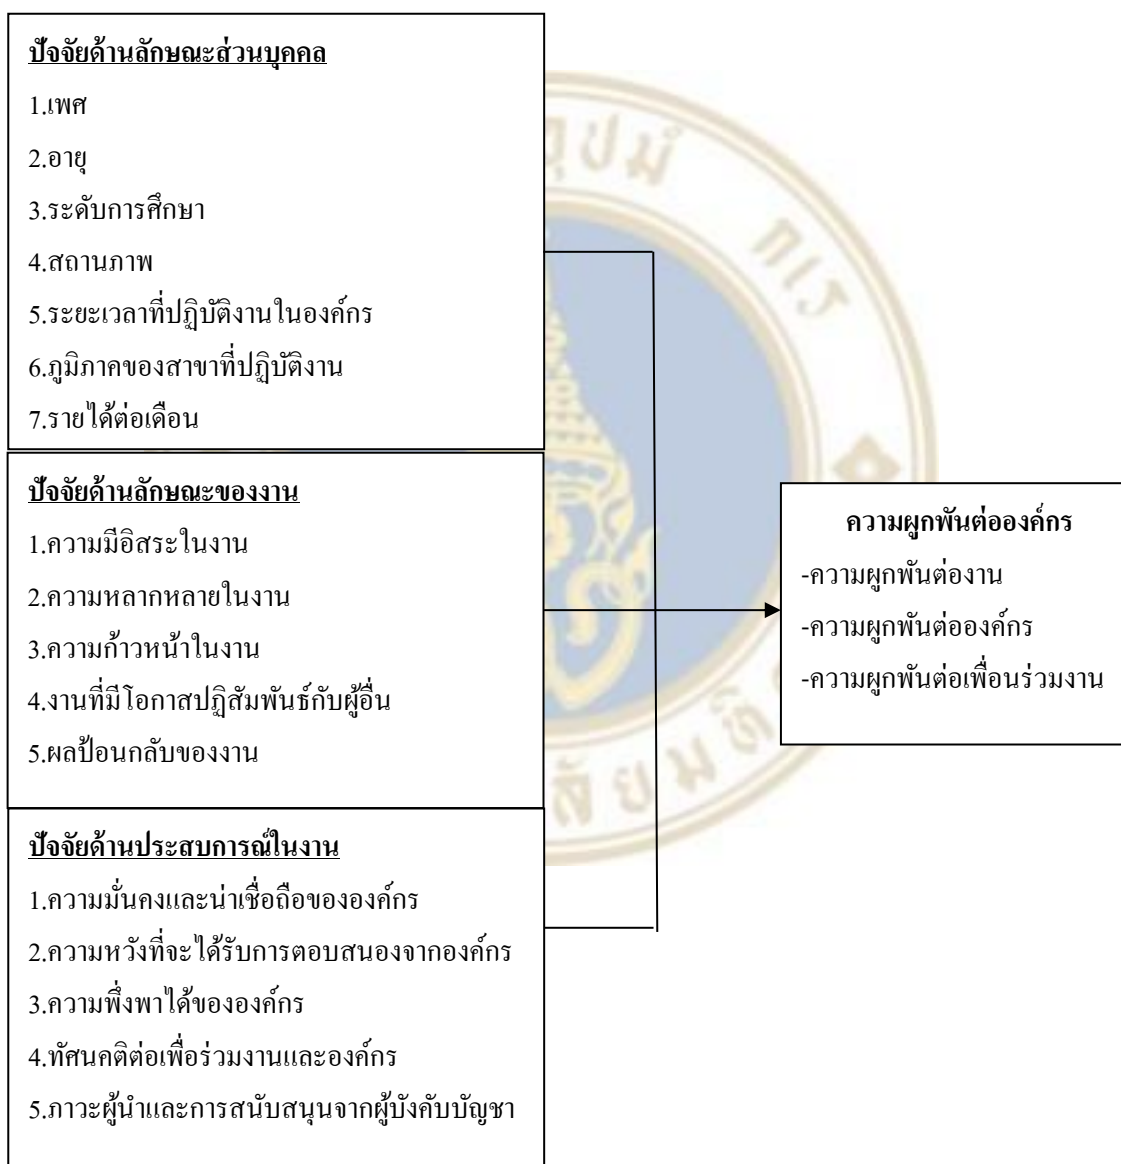 ปัจจัยด้านลักษณะส่วนบุคคล
1.เพศ
2.อายุ
3.ระดับการศึกษา
4.สถานภาพ
5.ระยะเวลาที่ปฏิบัติงานในองค์กร
6.ภูมิภาคของสาขาที่ปฏิบัติงาน
7.รายได้ต่อเดือน
ปัจจัยด้านลักษณะของงาน
1.ความมีอิสระในงาน
2.ความหลากหลายในงาน
3.ความก้าวหน้าในงาน
4.งานที่มีโอกาสปฏิสัมพันธ์กับผู้อื่น
5.ผลป้อนกลับของงาน
ปัจจัยด้านประสบการณ์ในงาน
1.ความมั่นคงและน่าเชื่อถือขององค์กร
2.ความหวังที่จะได้รับการตอบสนองจากองค์กร
3.ความพึ่งพาได้ขององค์กร
4.ทัศนคติต่อเพื่อร่วมงานและองค์กร
5.ภาวะผู้นำและการสนับสนุนจากผู้บังคับบัญชา
ความผูกพันต่อองค์กร
-ความผูกพันต่องาน
-ความผูกพันต่อองค์กร
-ความผูกพันต่อเพื่อนร่วมงาน